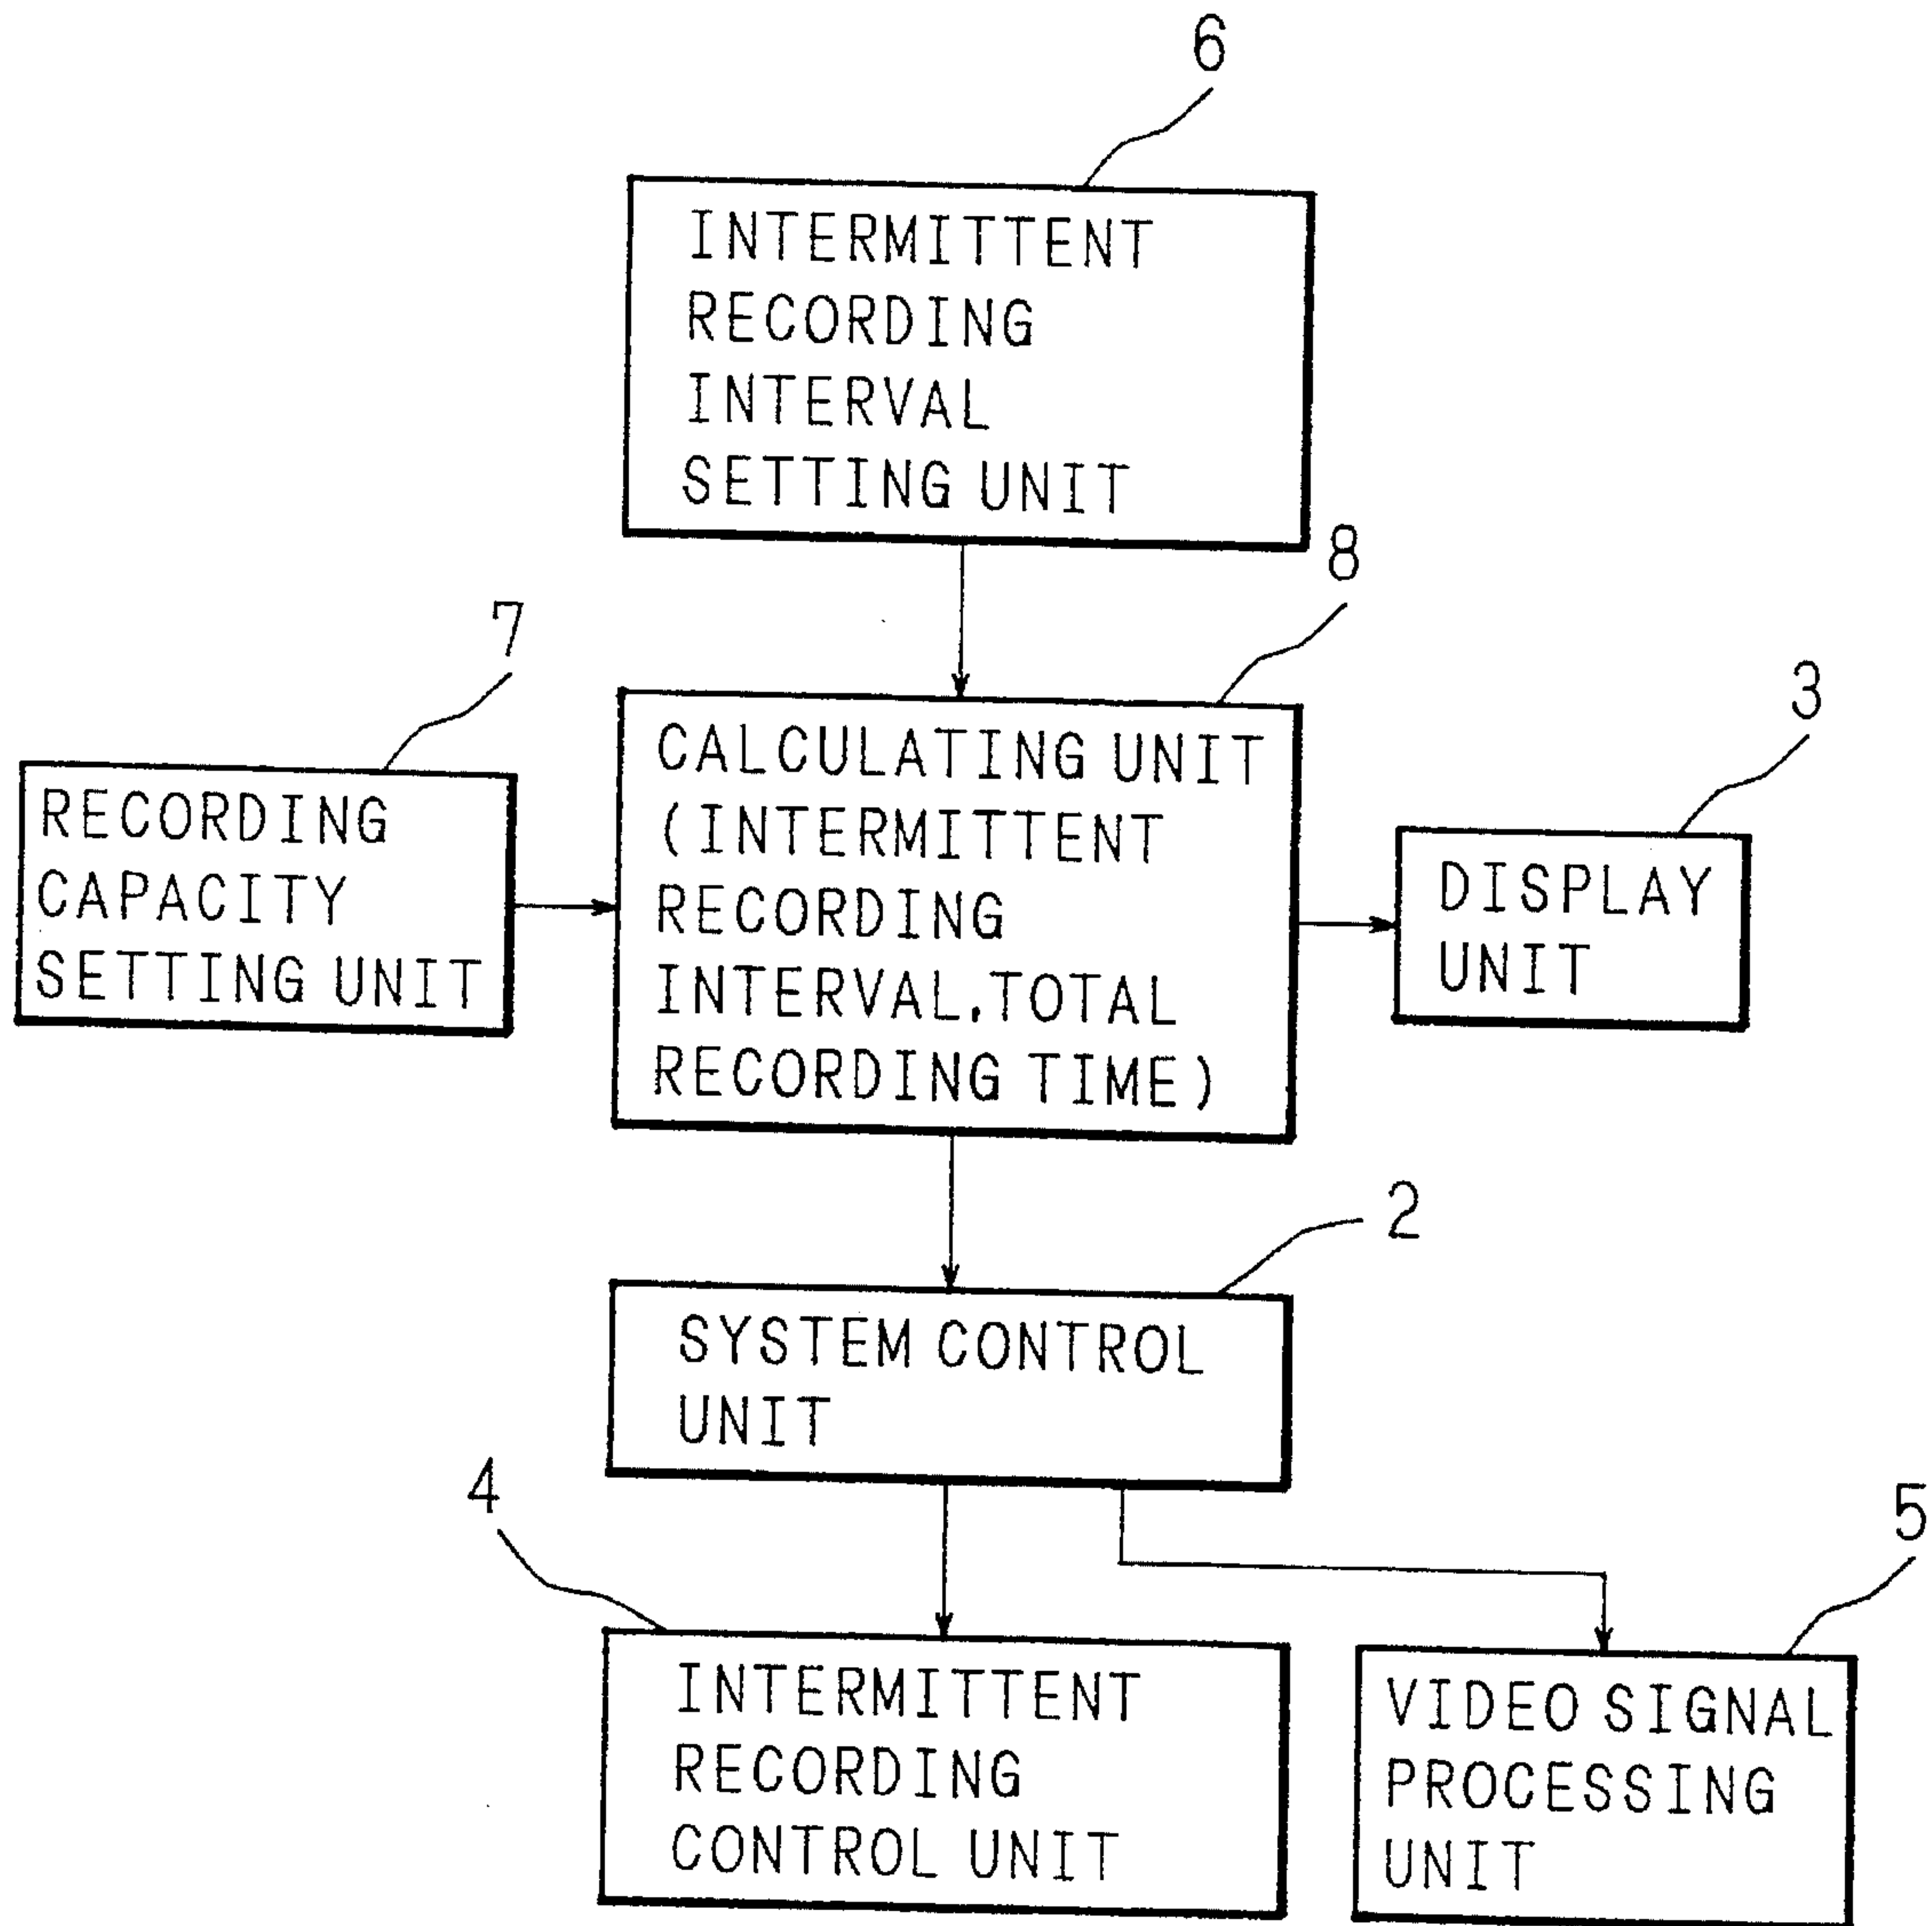 6
INTERMITTENT
RECORDING
INTERVAL
SETTING UNIT
8
7
3
RECORDING
CAPACITY
SETTING UNIT
CALCULATING UNIT
(INTERMITTENT
RECORDING
INTERVAL.TOTAL
RECORDING TIME)
DISPLAY
UNIT
2
SYSTEM CONTROL
UNIT
4
5
INTERMITTENT
RECORDING
CONTROL UNIT
VIDEO SIGNAL
PROCESSING
UNIT